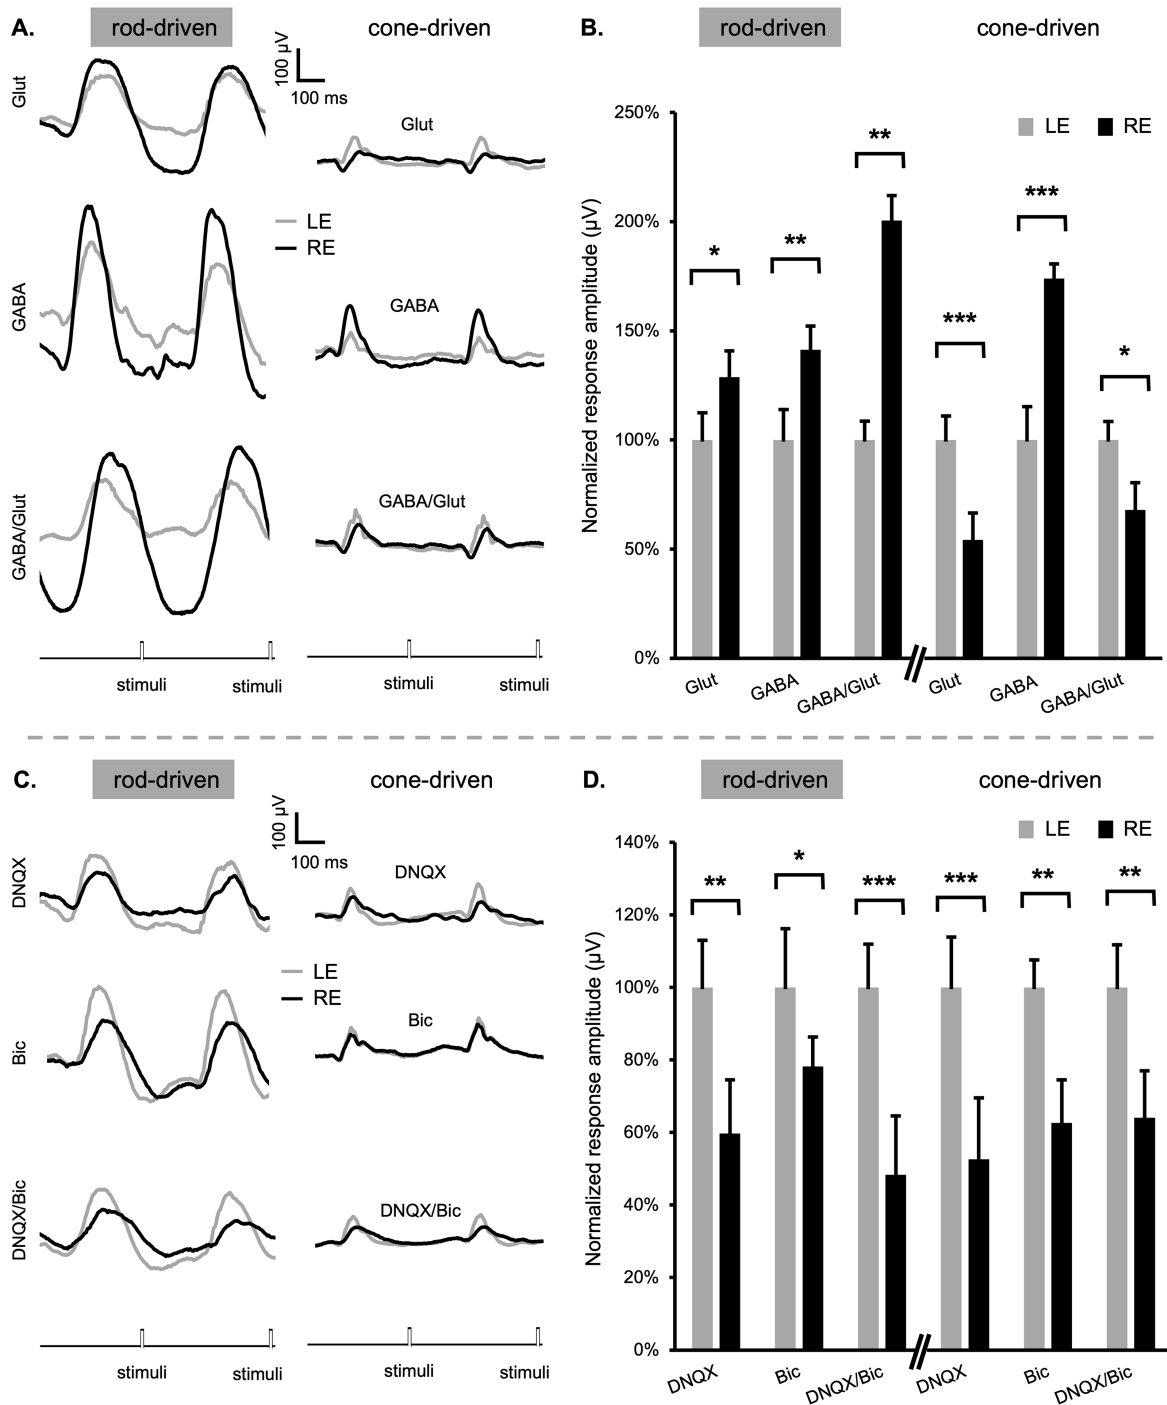 A.
rod-driven
cone-driven
100 µV
100 ms
Glut
Glut
LE
RE
GABA
GABA
GABA/Glut
GABA/Glut
stimuli
stimuli
stimuli
stimuli
B.
rod-driven
cone-driven
LE
RE
Normalized response amplitude (µV)
250%
200%
150%
100%
50%
0%
*
**
**
***
***
*
Glut
GABA
GABA/Glut
Glut
GABA
GABA/Glut
C.
rod-driven
cone-driven
100 µV
100 ms
DNQX
DNQX
LE
RE
Bic
Bic
DNQX/Bic
DNQX/Bic
stimuli
stimuli
stimuli
stimuli
D.
rod-driven
cone-driven
LE
RE
Normalized response amplitude (µV)
140%
120%
100%
80%
60%
40%
20%
0%
**
*
***
***
**
**
DNQX
Bic
DNQX/Bic
DNQX
Bic
DNQX/Bic